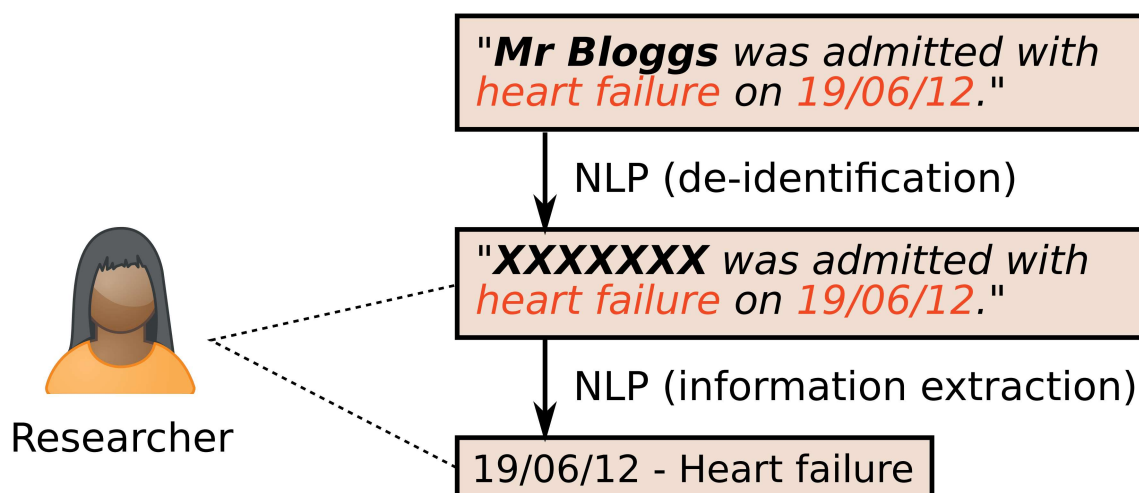 "Mr Bloggs was admitted with
heart failure on 19/06/12."
NLP (de-identification)
"XXXXXXX was admitted with
heart failure on 19/06/12."
NLP (information extraction)
Researcher
19/06/12 - Heart failure